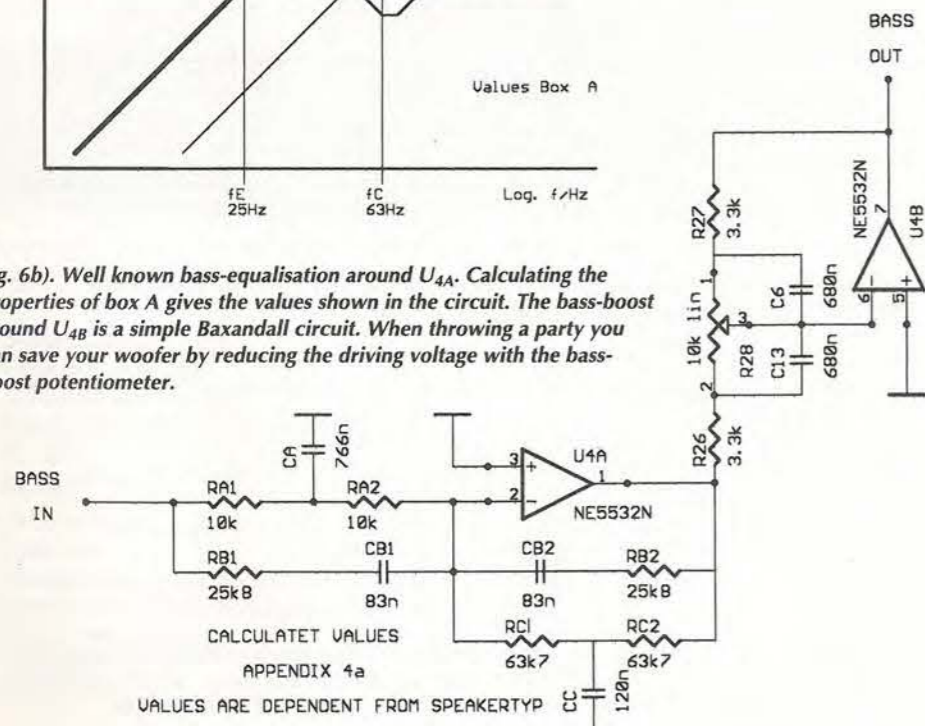 BASS
OUT
Values Box A
fE
25Hz
fC
63Hz
Log. f/Hz
g. 6b). Well known bass-equalisation around U4A. Calculating the
roperties of box A gives the values shown in the circuit. The bass-boost
round U4B is a simple Baxandall circuit. When throwing a party you
n save your woofer by reducing the driving voltage with the bass-
oost potentiometer.
R27
3.3k
NE5532N
7
U4B
6
-
5
+
1
10k lin
3
R28
2
C6
680n
C13
680n
R26
3.3k
BASS
IN
CA
766n
RA1
10k
RA2
10k
3
+
2
-
U4A
1
NE5532N
RB1
25k8
CB1
83n
CB2
83n
RB2
25k8
RC1
63k7
RC2
63k7
CALCULATET VALUES
APPENDIX 4a
VALUES ARE DEPENDENT FROM SPEAKERTYP
CC
120n